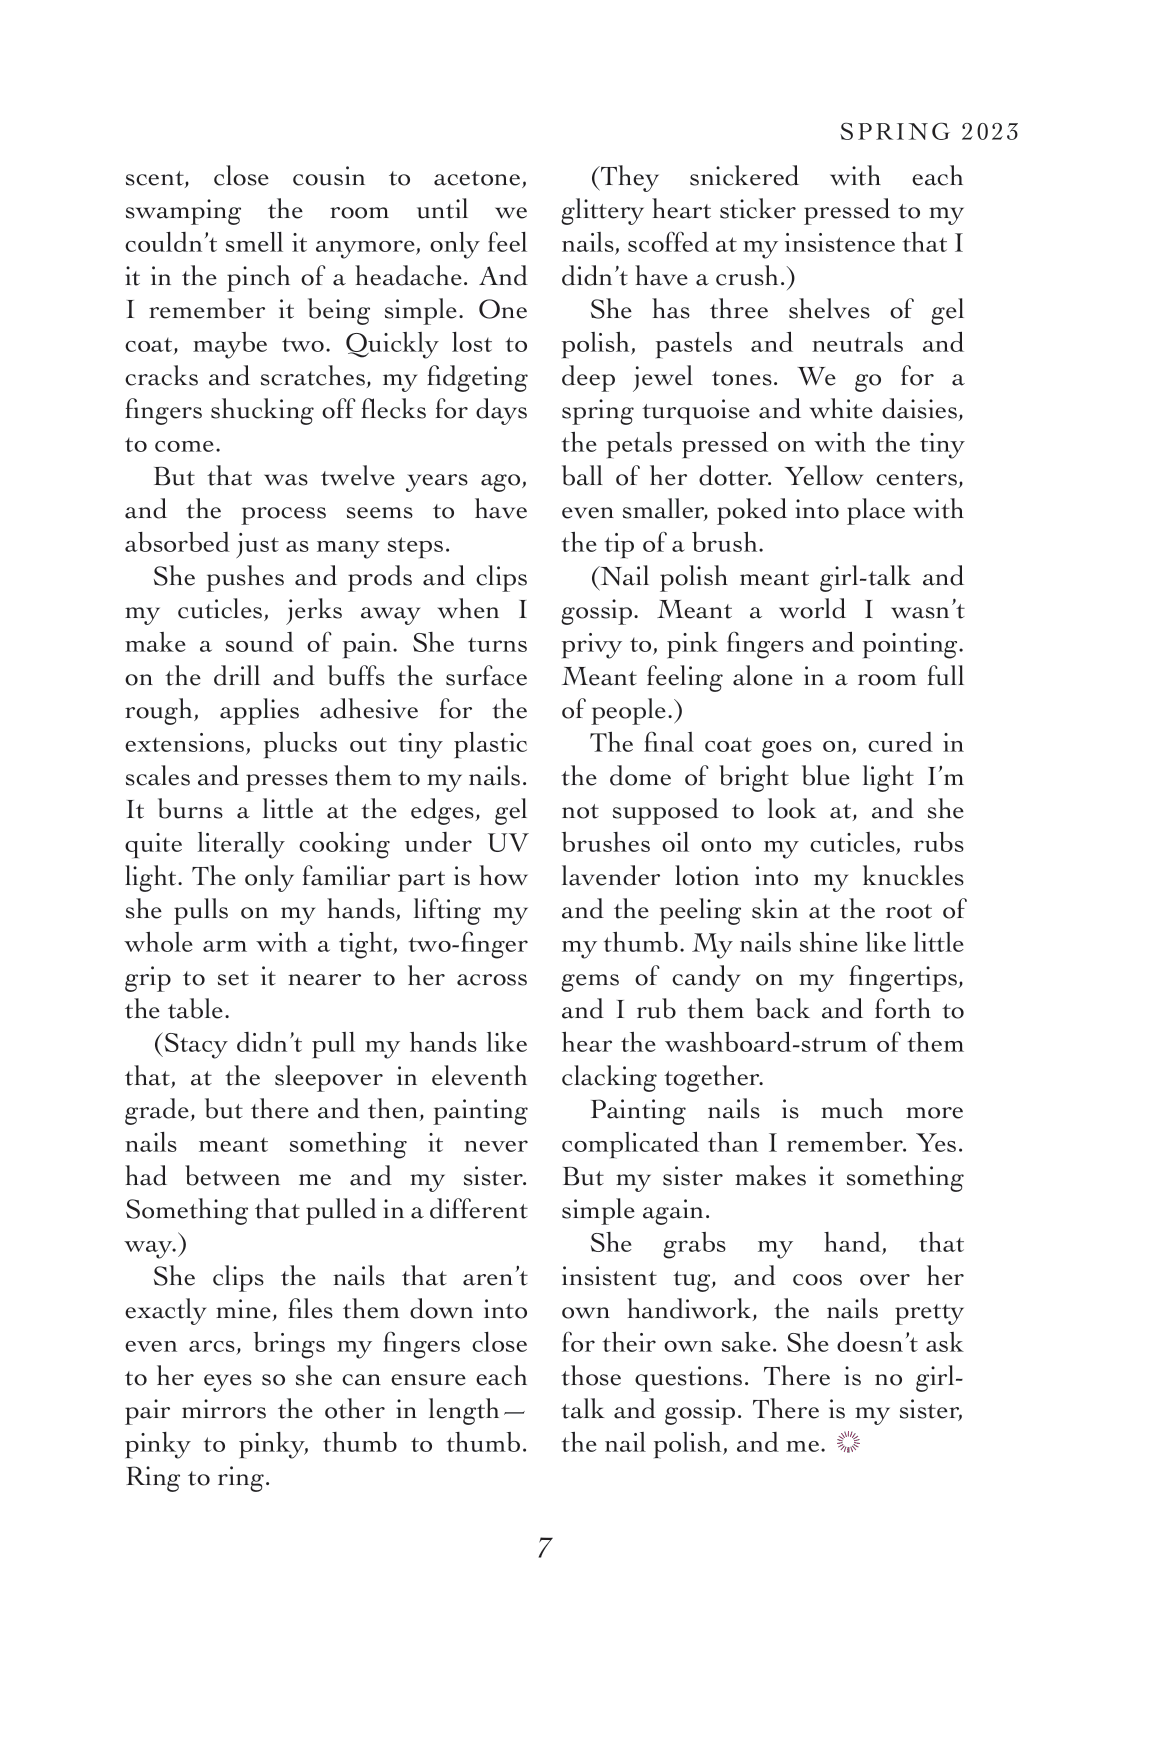 SPRING 2023
scent, close cousin to acetone,
swamping the room until we
couldn’t smell it anymore, only feel
it in the pinch of a headache. And
I remember it being simple. One
coat, maybe two. Quickly lost to
cracks and scratches, my fidgeting
fingers shucking off flecks for days
to come.
But that was twelve years ago,
and the process seems to have
absorbed just as many steps.
She pushes and prods and clips
my cuticles, jerks away when I
make a sound of pain. She turns
on the drill and buffs the surface
rough, applies adhesive for the
extensions, plucks out tiny plastic
scales and presses them to my nails.
It burns a little at the edges, gel
quite literally cooking under UV
light. The only familiar part is how
she pulls on my hands, lifting my
whole arm with a tight, two-finger
grip to set it nearer to her across
the table.
(Stacy didn’t pull my hands like
that, at the sleepover in eleventh
grade, but there and then, painting
nails meant something it never
had between me and my sister.
Something that pulled in a different
way.)
She clips the nails that aren’t
exactly mine, files them down into
even arcs, brings my fingers close
to her eyes so she can ensure each
pair mirrors the other in length—
pinky to pinky, thumb to thumb.
Ring to ring.
(They snickered with each
glittery heart sticker pressed to my
nails, scoffed at my insistence that I
didn’t have a crush.)
She has three shelves of gel
polish, pastels and neutrals and
deep jewel tones. We go for a
spring turquoise and white daisies,
the petals pressed on with the tiny
ball of her dotter. Yellow centers,
even smaller, poked into place with
the tip of a brush.
(Nail polish meant girl-talk and
gossip. Meant a world I wasn’t
privy to, pink fingers and pointing.
Meant feeling alone in a room full
of people.)
The final coat goes on, cured in
the dome of bright blue light I’m
not supposed to look at, and she
brushes oil onto my cuticles, rubs
lavender lotion into my knuckles
and the peeling skin at the root of
my thumb. My nails shine like little
gems of candy on my fingertips,
and I rub them back and forth to
hear the washboard-strum of them
clacking together.
Painting nails is much more
complicated than I remember. Yes.
But my sister makes it something
simple again.
She grabs my hand, that
insistent tug, and coos over her
own handiwork, the nails pretty
for their own sake. She doesn’t ask
those questions. There is no girl-
talk and gossip. There is my sister,
the nail polish, and me.
7